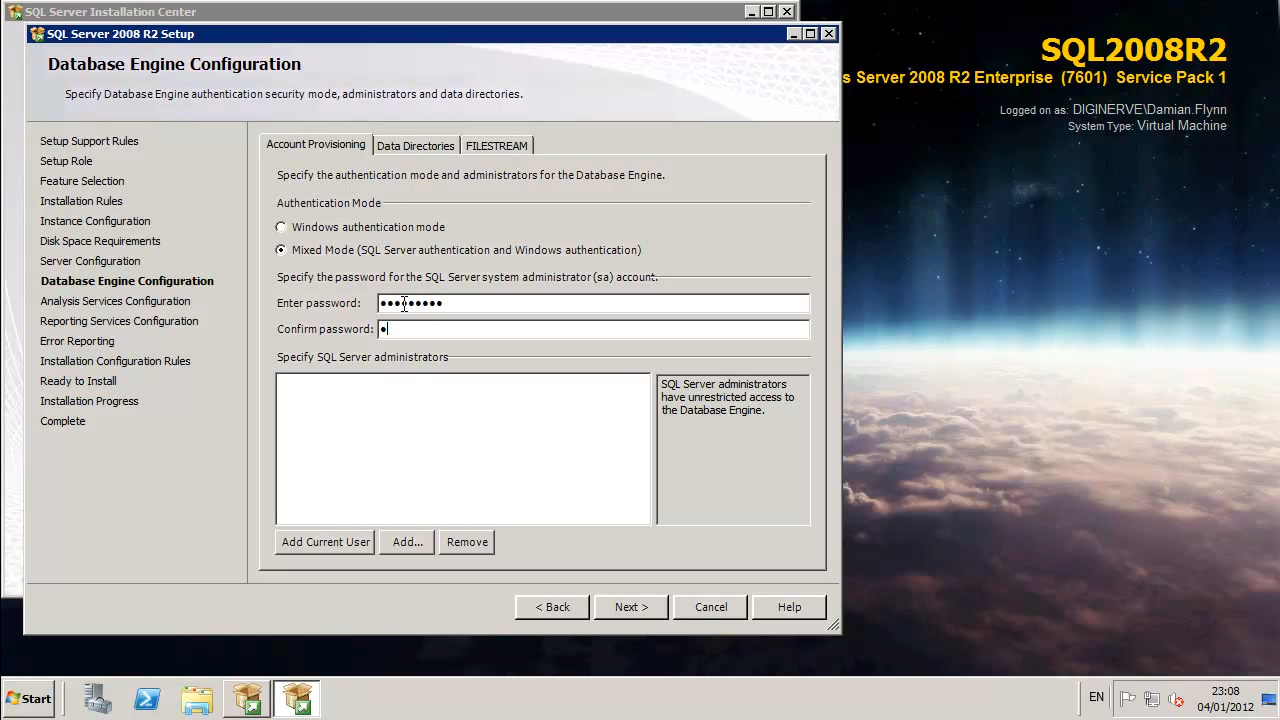 SQL Server Installation Center
SQL Server 2008 R2 Setup
Database Engine Configuration
Specify Database Engine authentication security mode, administrators and data directories.
Setup Support Rules
Setup Role
Feature Selection
Installation Rules
Instance Configuration
Disk Space Requirements
Server Configuration
Database Engine Configuration
Analysis Services Configuration
Reporting Services Configuration
Error Reporting
Installation Configuration Rules
Ready to Install
Installation Progress
Complete
Account Provisioning Data Directories FILESTREAM
Specify the authentication mode and administrators for the Database Engine.
Authentication Mode
Windows authentication mode
Mixed Mode (SQL Server authentication and Windows authentication)
Specify the password for the SQL Server system administrator (sa) account.
Enter password: •••••••••
Confirm password: •
Specify SQL Server administrators
SQL Server administrators
have unrestricted access to
the Database Engine.
Add Current User Add... Remove
< Back Next > Cancel Help
SQL2008R2
s Server 2008 R2 Enterprise (7601) Service Pack 1
Logged on as: DIGINERVE\Damian.Flynn
System Type: Virtual Machine
Start
EN
23:08
04/01/2012